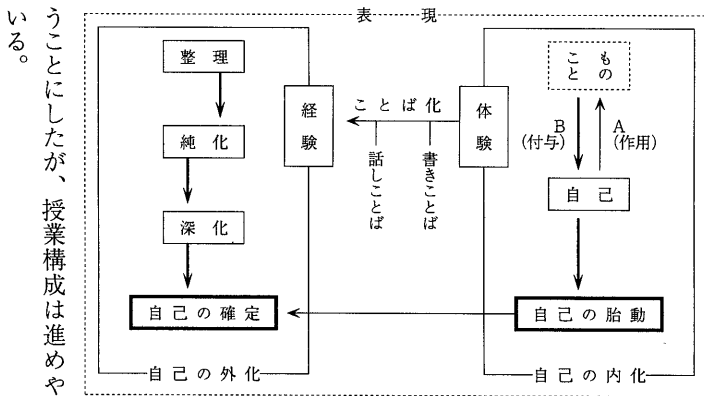 表現
もの
こと
B
(付与)
A
(作用)
自己
自己の胎動
自己の内化
体験
ことば化
書きことば
話しことば
経験
整理
純化
深化
自己の確定
自己の外化
うことにしたが、授業構成は進めや
いる。